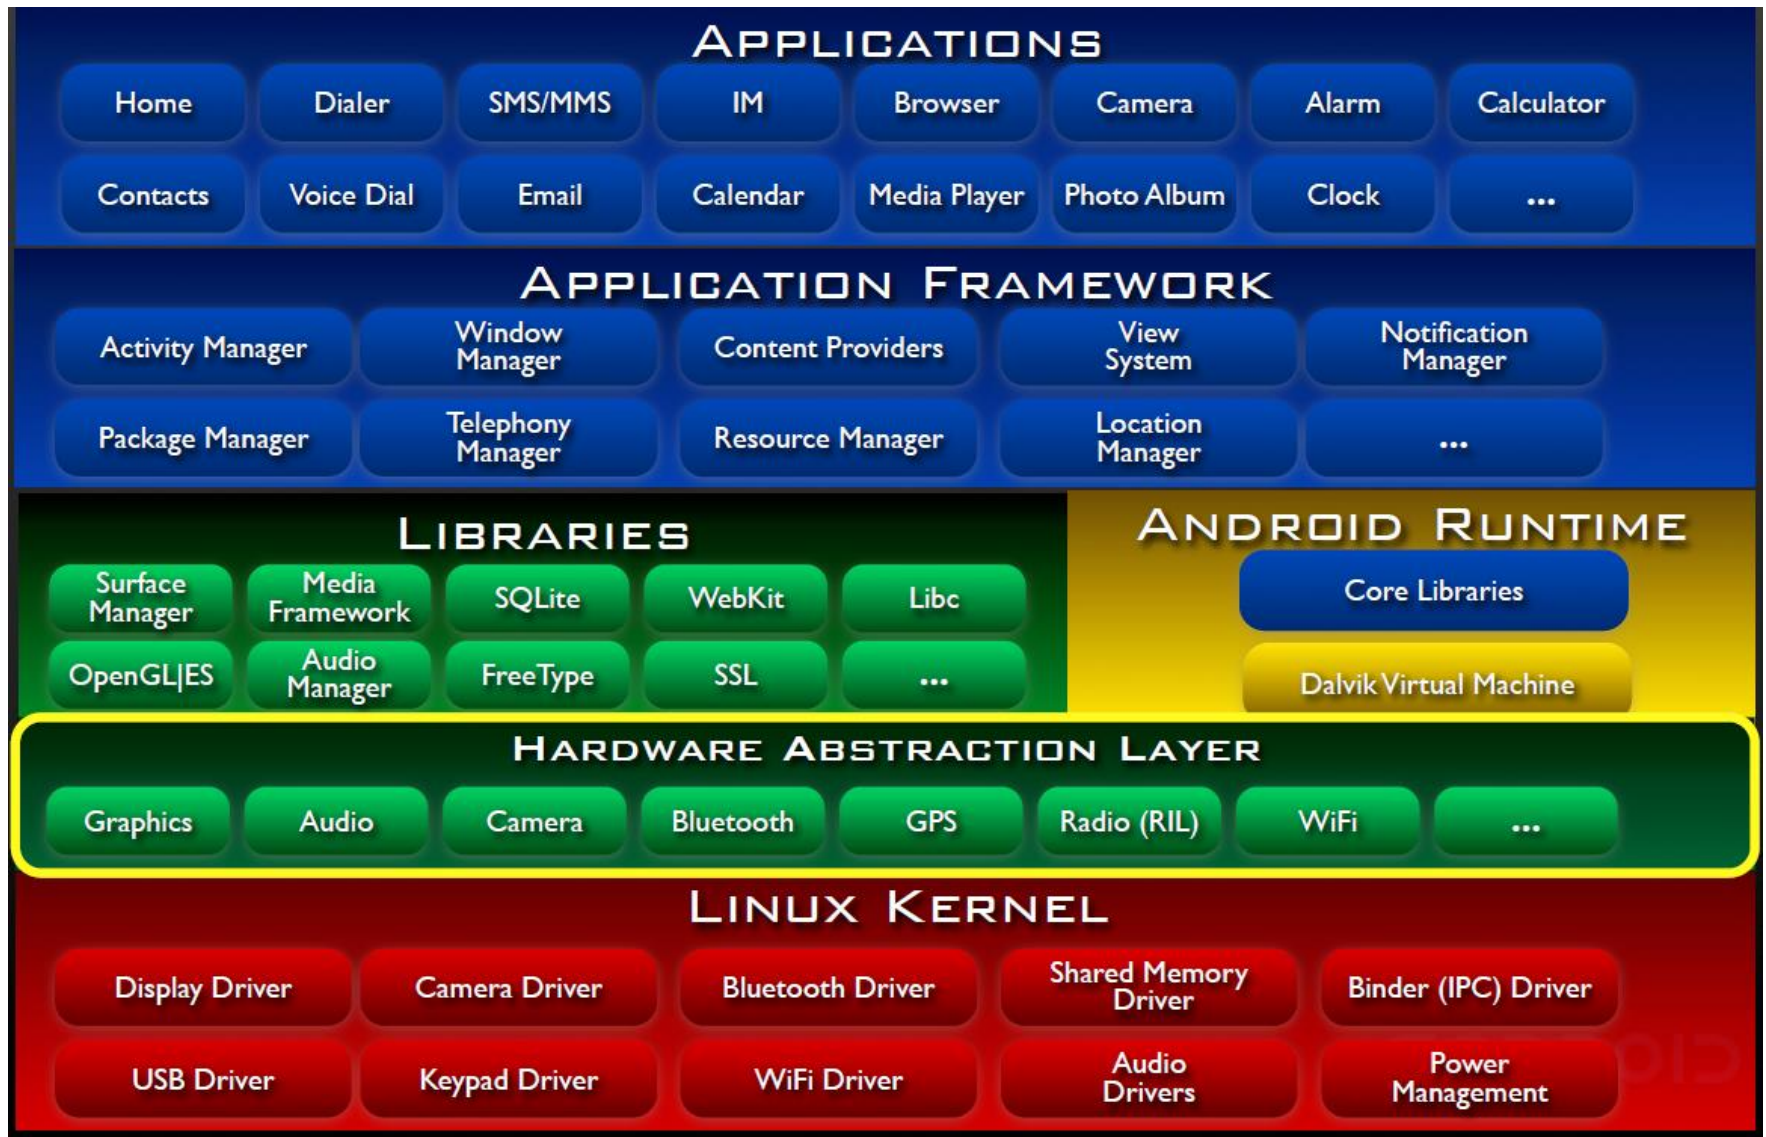 APPLICATIONS
Home Dialer SMS/MMS IM Browser Camera Alarm Calculator
Contacts Voice Dial Email Calendar Media Player Photo Album Clock ...
APPLICATION FRAMEWORK
Activity Manager
Window
Manager
Content Providers
View
System
Notification
Manager
Package Manager
Telephony
Manager
Resource Manager
Location
Manager
...
LIBRARIES
Surface
Manager
Media
Framework
SQLite
WebKit
Libc
OpenGL|ES
Audio
Manager
FreeType
SSL
...
ANDROID RUNTIME
Core Libraries
Dalvik Virtual Machine
HARDWARE ABSTRACTION LAYER
Graphics Audio Camera Bluetooth GPS Radio (RIL) WiFi ...
LINUX KERNEL
Display Driver
Camera Driver
Bluetooth Driver
Shared Memory
Driver
Binder (IPC) Driver
USB Driver
Keypad Driver
WiFi Driver
Audio
Drivers
Power
Management